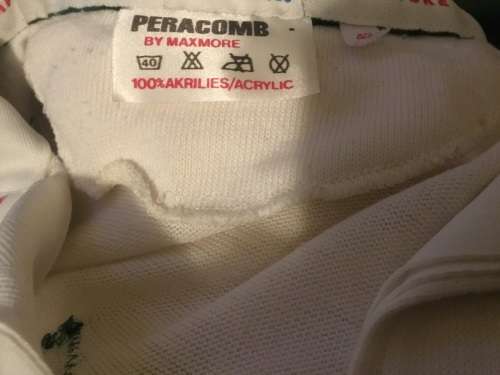 PERACOMB
BY MAXMORE
40
100%AKRILIES/ACRYLIC